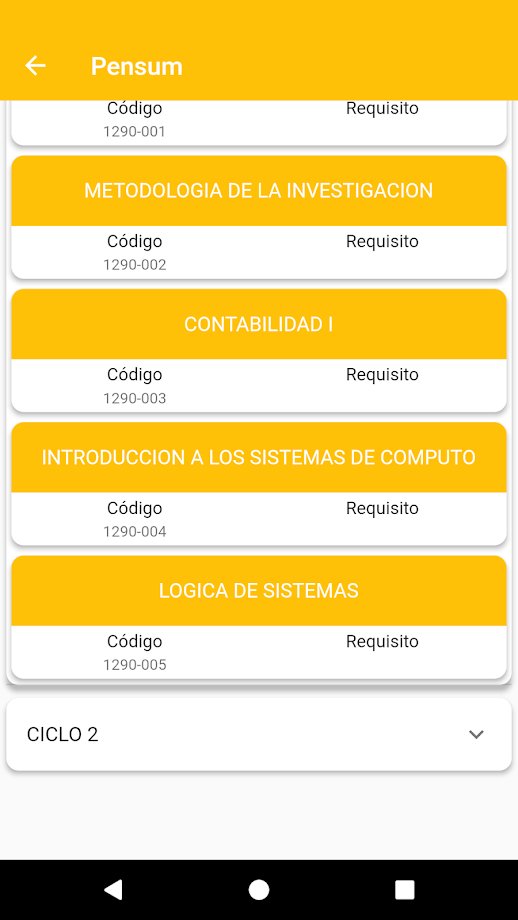 Pensum
Código Requisito
1290-001
METODOLOGIA DE LA INVESTIGACION
Código Requisito
1290-002
CONTABILIDAD I
Código Requisito
1290-003
INTRODUCCION A LOS SISTEMAS DE COMPUTO
Código Requisito
1290-004
LOGICA DE SISTEMAS
Código Requisito
1290-005
CICLO 2